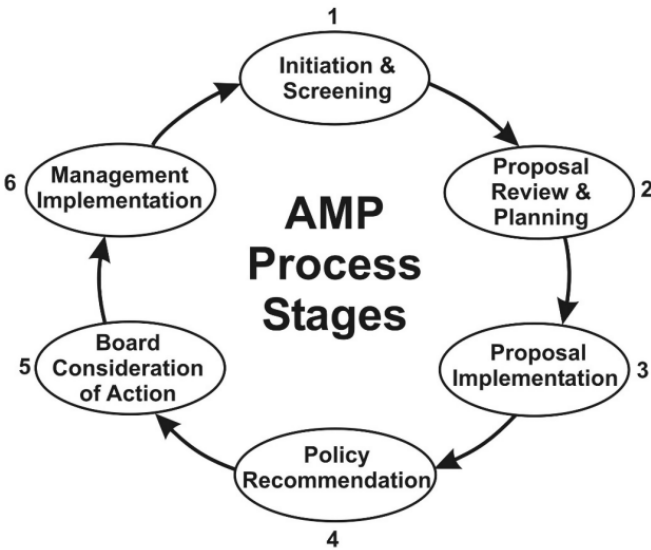 1
Initiation &
Screening
Proposal
Review &
Planning
2
Proposal
Implementation
3
Policy
Recommendation
4
Board
Consideration
of Action
5
Management
Implementation
6
AMP
Process
Stages